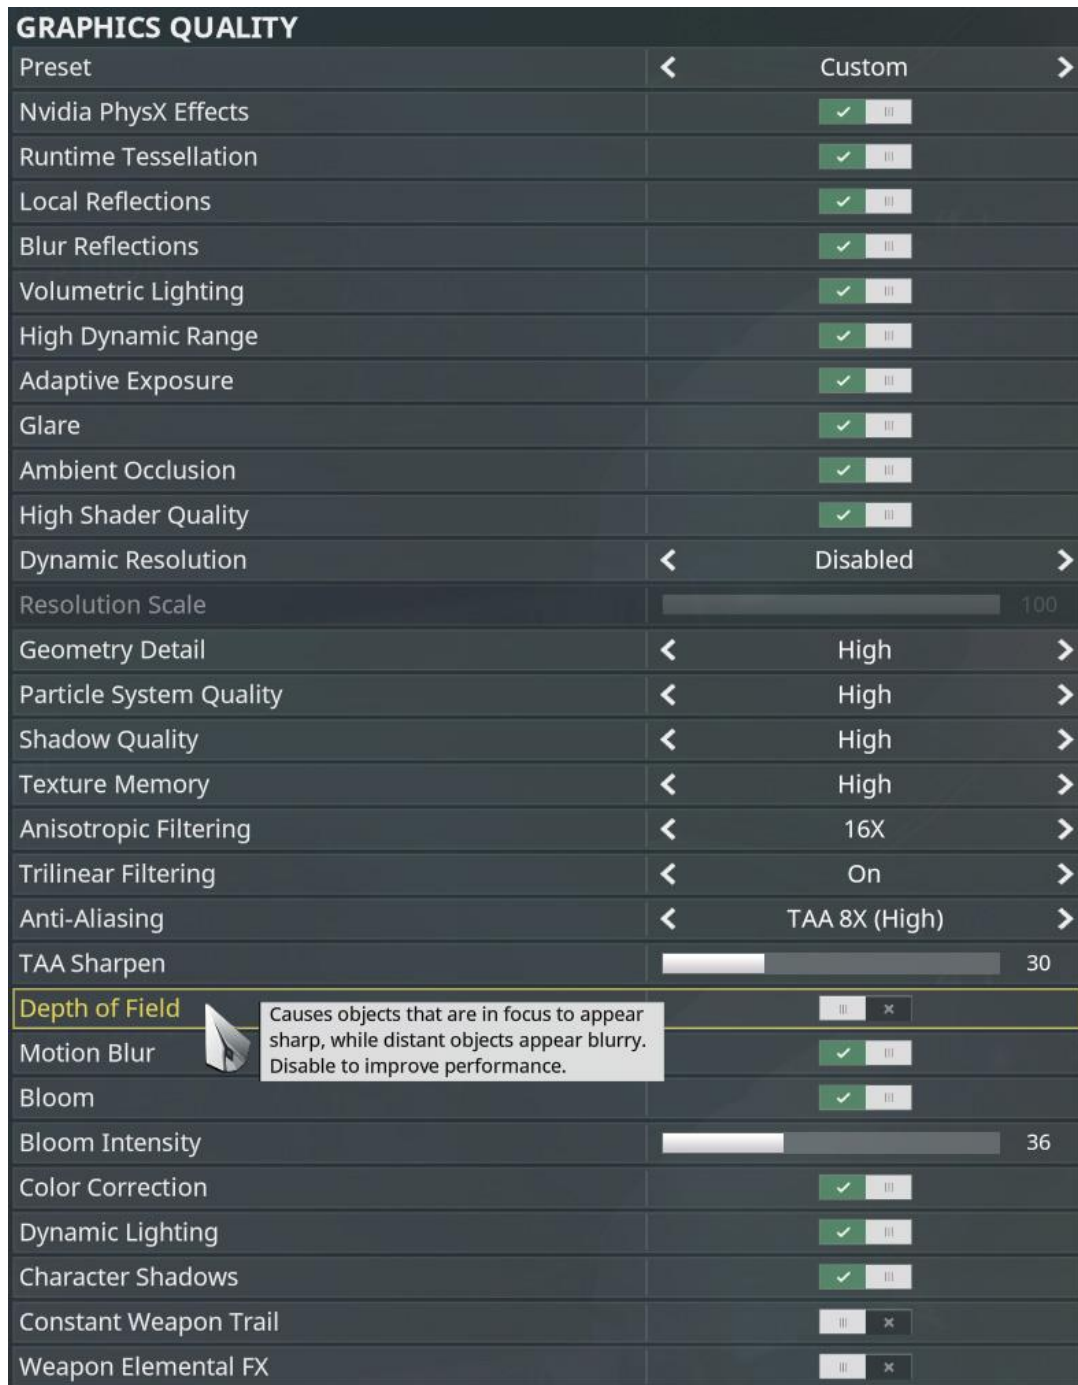 GRAPHICS QUALITY
Preset Custom
Nvidia PhysX Effects
Runtime Tessellation
Local Reflections
Blur Reflections
Volumetric Lighting
High Dynamic Range
Adaptive Exposure
Glare
Ambient Occlusion
High Shader Quality
Dynamic Resolution Disabled
Resolution Scale 100
Geometry Detail High
Particle System Quality High
Shadow Quality High
Texture Memory High
Anisotropic Filtering 16X
Trilinear Filtering On
Anti-Aliasing TAA 8X (High)
TAA Sharpen 30
Depth of Field
Causes objects that are in focus to appear
sharp, while distant objects appear blurry.
Disable to improve performance.
Motion Blur
Bloom
Bloom Intensity 36
Color Correction
Dynamic Lighting
Character Shadows
Constant Weapon Trail
Weapon Elemental FX